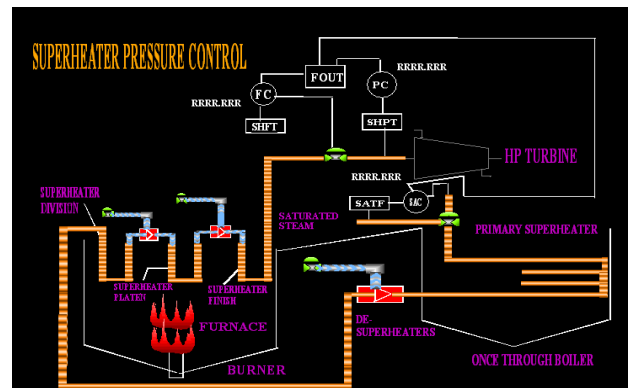 SUPERHEATER PRESSURE CONTROL
FOUT
RRRR.RRR
PC
FC
RRRR.RRR
SHFT
SHPT
HP TURBINE
RRRR.RRR
SATF
SAC
SUPERHEATER
DIVISION
SATURATED
STEAM
PRIMARY SUPERHEATER
SUPERHEATER
PLATEN
SUPERHEATER
FINISH
FURNACE
DE-
SUPERHEATERS
BURNER
ONCE THROUGH BOILER